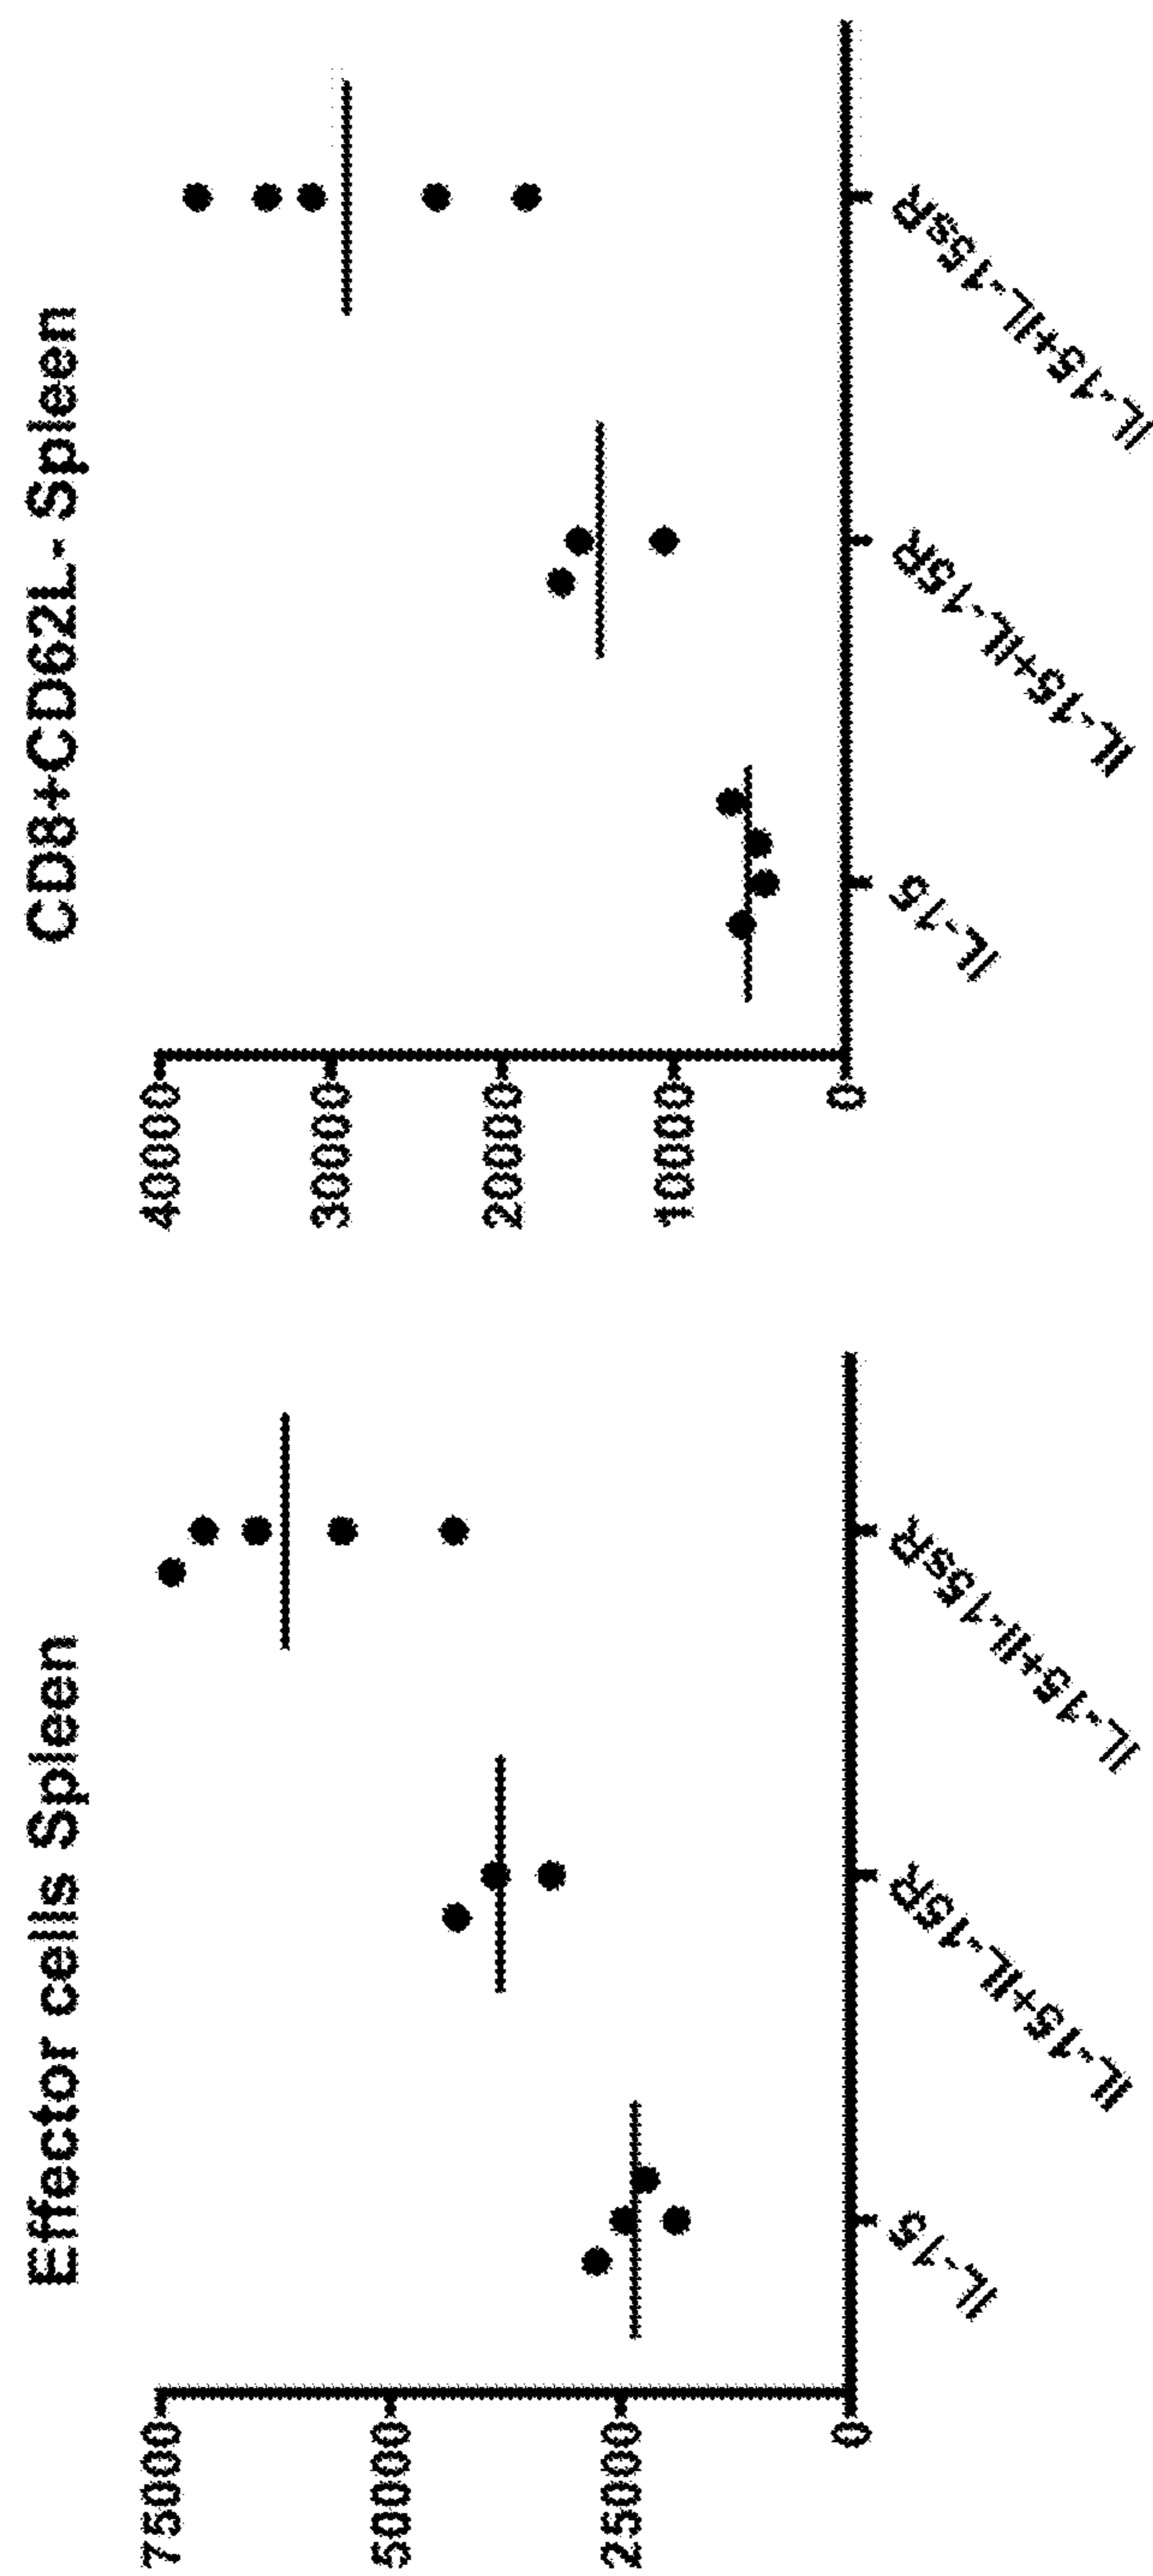 Effector cells Spleen
75000
50000
25000
0
IL-15
IL-15+IL-15R
IL-15+Il-15sR
CD8+CD62L- Spleen
40000
30000
20000
10000
0
IL-15
IL-15+IL-15R
IL-15+IL-15sR